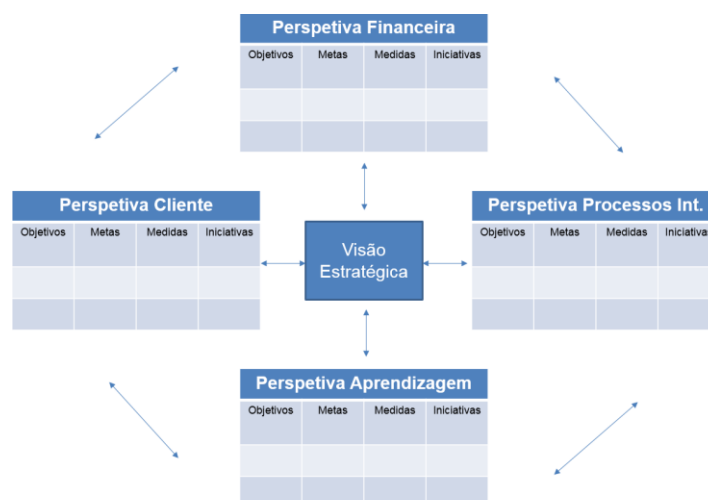 Perspetiva Financeira
Objetivos Metas Medidas Iniciativas
Perspetiva Cliente
Objetivos Metas Medidas Iniciativas
Visão
Estratégica
Perspetiva Processos Int.
Objetivos Metas Medidas Iniciativas
Perspetiva Aprendizagem
Objetivos Metas Medidas Iniciativas